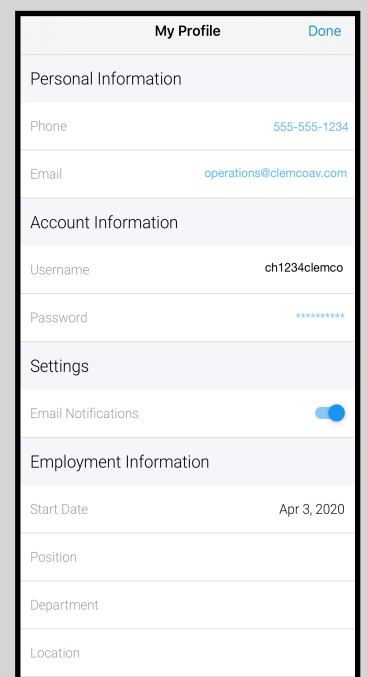 My Profile Done
Personal Information
Phone 555-555-1234
Email operations@clemcoav.com
Account Information
Username ch1234clemco
Password **********
Settings
Email Notifications
Employment Information
Start Date Apr 3, 2020
Position
Department
Location